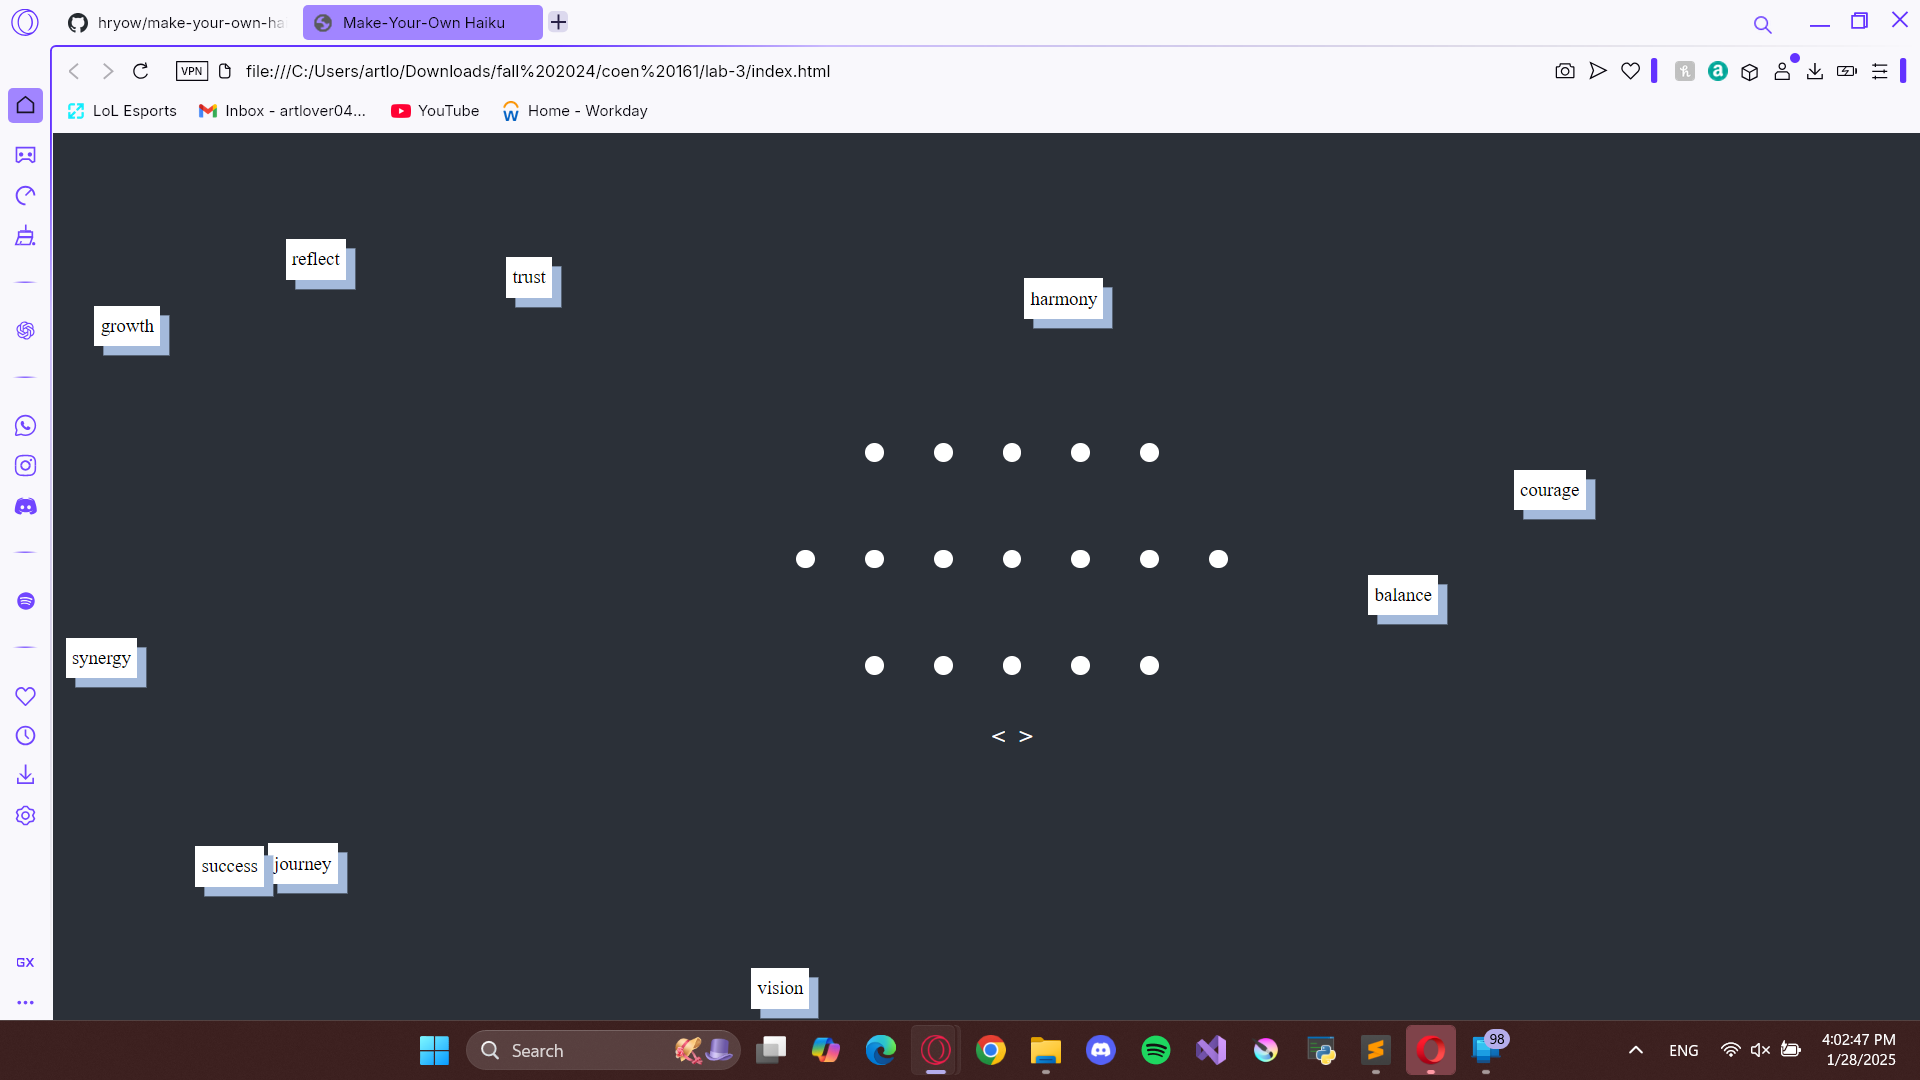 hryow/make-your-own-ha
Make-Your-Own Haiku
VPN
file:///C:/Users/artlo/Downloads/fall%202024/coen%20161/lab-3/index.html
LoL Esports
Inbox - artlover04...
YouTube
Home - Workday
reflect
trust
harmony
growth
courage
balance
synergy
< >
success
journey
GX
vision
Search
98
ENG
4:02:47 PM
1/28/2025